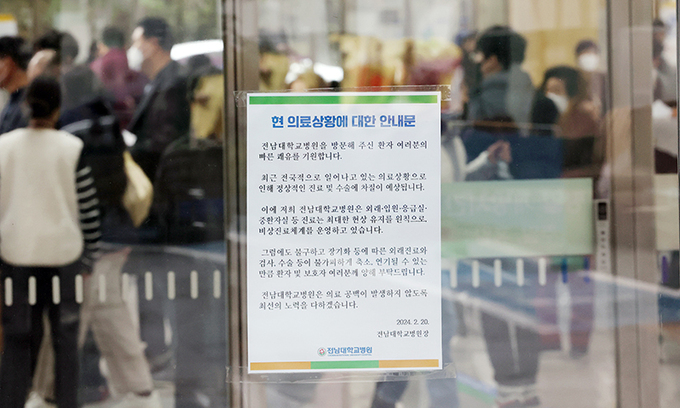 현 의료상황에 대한 안내문
전남대학교병원을 방문해 주신 환자 여러분의
빠른 쾌유를 기원합니다.
최근 전국적으로 일어나고 있는 의료상황으로
인해 정상적인 진료 및 수술에 차질이 예상됩니다.
이에 저희 전남대학교병원은 외래·입원·응급실·
중환자실 등 진료는 최대한 현상 유지를 원칙으로,
비상진료체계를 운영하고 있습니다.
그럼에도 불구하고 장기화 등에 따른 외래진료와
검사, 수술 등이 불가피하게 축소, 연기될 수 있는
만큼 환자 및 보호자 여러분께 양해 부탁드립니다.
전남대학교병원은 의료 공백이 발생하지 않도록
최선의 노력을 다하겠습니다.
2024. 2. 20.
전남대학교병원장
전남대학교병원